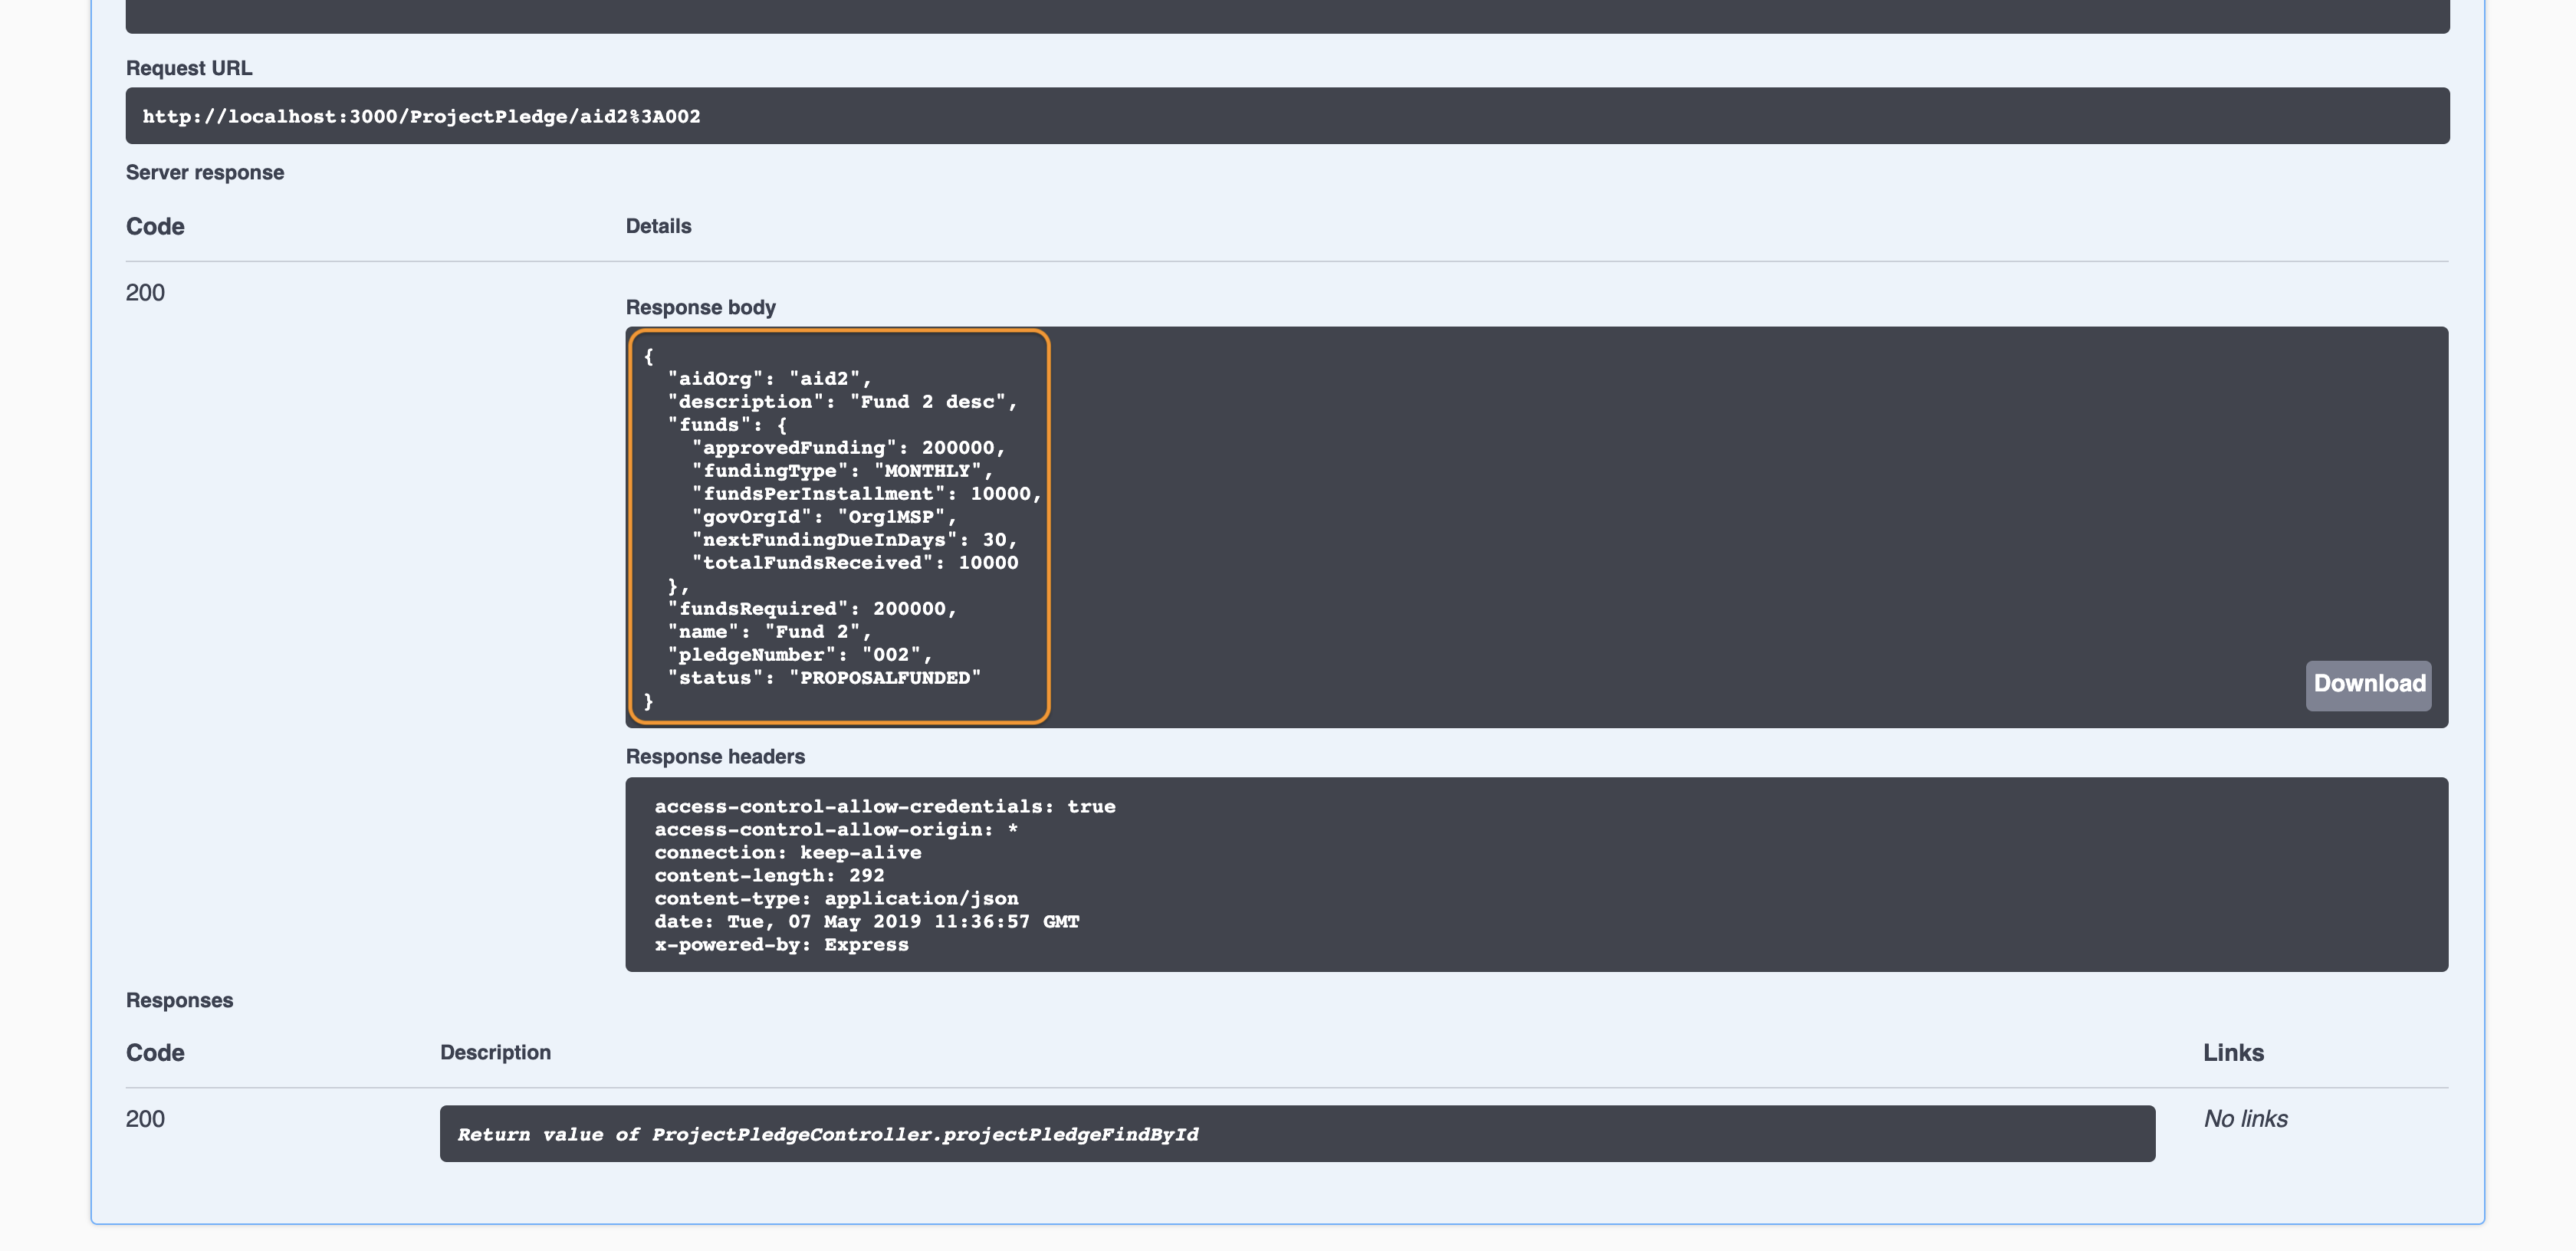 Request URL
http://localhost:3000/ProjectPledge/aid2%3A002
Server response
Code Details
200
Response body
{
"aidOrg": "aid2",
"description": "Fund 2 desc",
"funds": {
"approvedFunding": 200000,
"fundingType": "MONTHLY",
"fundsPerInstallment": 10000,
"govOrgId": "Org1MSP",
"nextFundingDueInDays": 30,
"totalFundsReceived": 10000
},
"fundsRequired": 200000,
"name": "Fund 2",
"pledgeNumber": "002",
"status": "PROPOSALFUNDED"
}
Download
Response headers
access-control-allow-credentials: true
access-control-allow-origin: *
connection: keep-alive
content-length: 292
content-type: application/json
date: Tue, 07 May 2019 11:36:57 GMT
x-powered-by: Express
Responses
Code Description Links
200 Return value of ProjectPledgeController.projectPledgeFindById No links